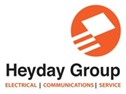 Heyday Group
ELECTRICAL | COMMUNICATIONS | SERVICE